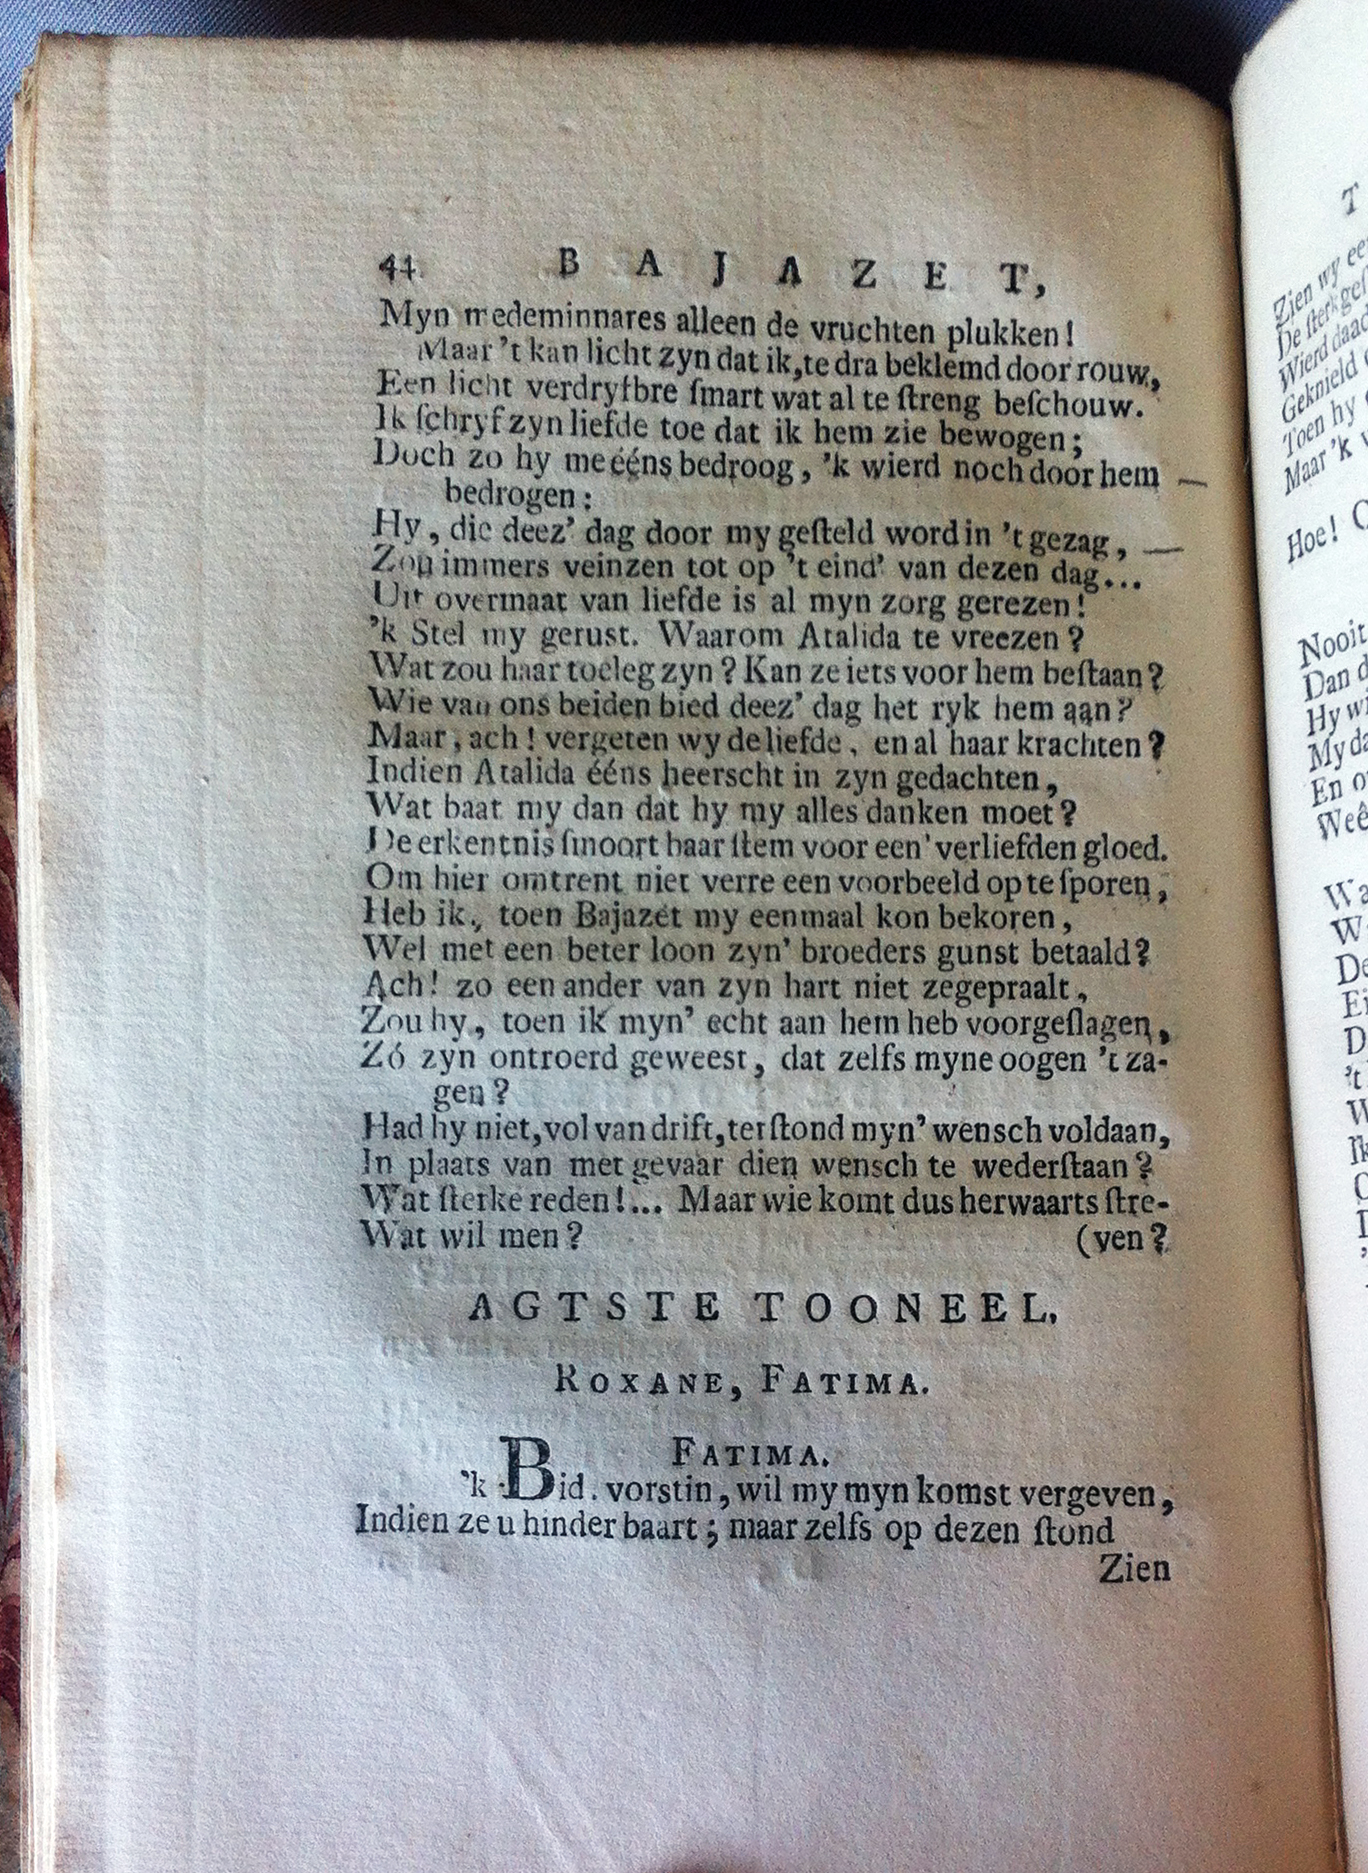 44 BAJAZET,
Myn medeminnares alleen de vruchten plukken!
Maar 't kan licht zyn dat ik, te dra beklemd door rouw,
Een licht verdryfbre ſmart wat al te ſtreng beſchouw.
Ik ſchryf zyn liefde toe dat ik hem zie bewogen;
Doch zo hy me ééns bedroog, 'k wierd noch door hem
bedrogen:
Hy, die deez' dag door my geſteld word in 't gezag,
Zou immers veinzen tot op 't eind' van dezen dag...
Uit overmaat van liefde is al myn zorg gerezen!
'k Stel my gerust. Waarom Atalida te vreezen?
Wat zou haar toeleg zyn? Kan ze iets voor hem beſtaan?
Wie van ons beiden bied deez' dag het ryk hem aan?
Maar, ach! vergeten wy de liefde, en al haar krachten?
Indien Atalida ééns heerscht in zyn gedachten,
Wat baat my dan dat hy my alles danken moet?
De erkentnis ſmoort haar ſtem voor een' verliefden gloed.
Om hier omtrent niet verre een voorbeeld op te ſporen,
Heb ik, toen Bajazet my eenmaal kon bekoren,
Wel met een beter loon zyn' broeders gunst betaald?
Ach! zo een ander van zyn hart niet zegepraalt,
Zou hy, toen ik myn' echt aan hem heb voorgeſlagen,
Zó zyn ontroerd geweest, dat zelfs myne oogen 't za-
gen?
Had hy niet, vol van drift, terſtond myn' wensch voldaan,
In plaats van met gevaar dien wensch te wederſtaan?
Wat ſterke reden!... Maar wie komt dus herwaarts ſtre-
Wat wil men? (ven?
AGTSTE TOONEEL.
ROXANE, FATIMA.
FATIMA.
'k Bid. vorstin, wil my myn komst vergeven,
Indien ze u hinder baart; maar zelfs op dezen ſtond
Zien
T
Zien wy
Wierd
Geknield
Toen hy
Maar 'k
Hoe!
Nooit
Dan
Hy
En